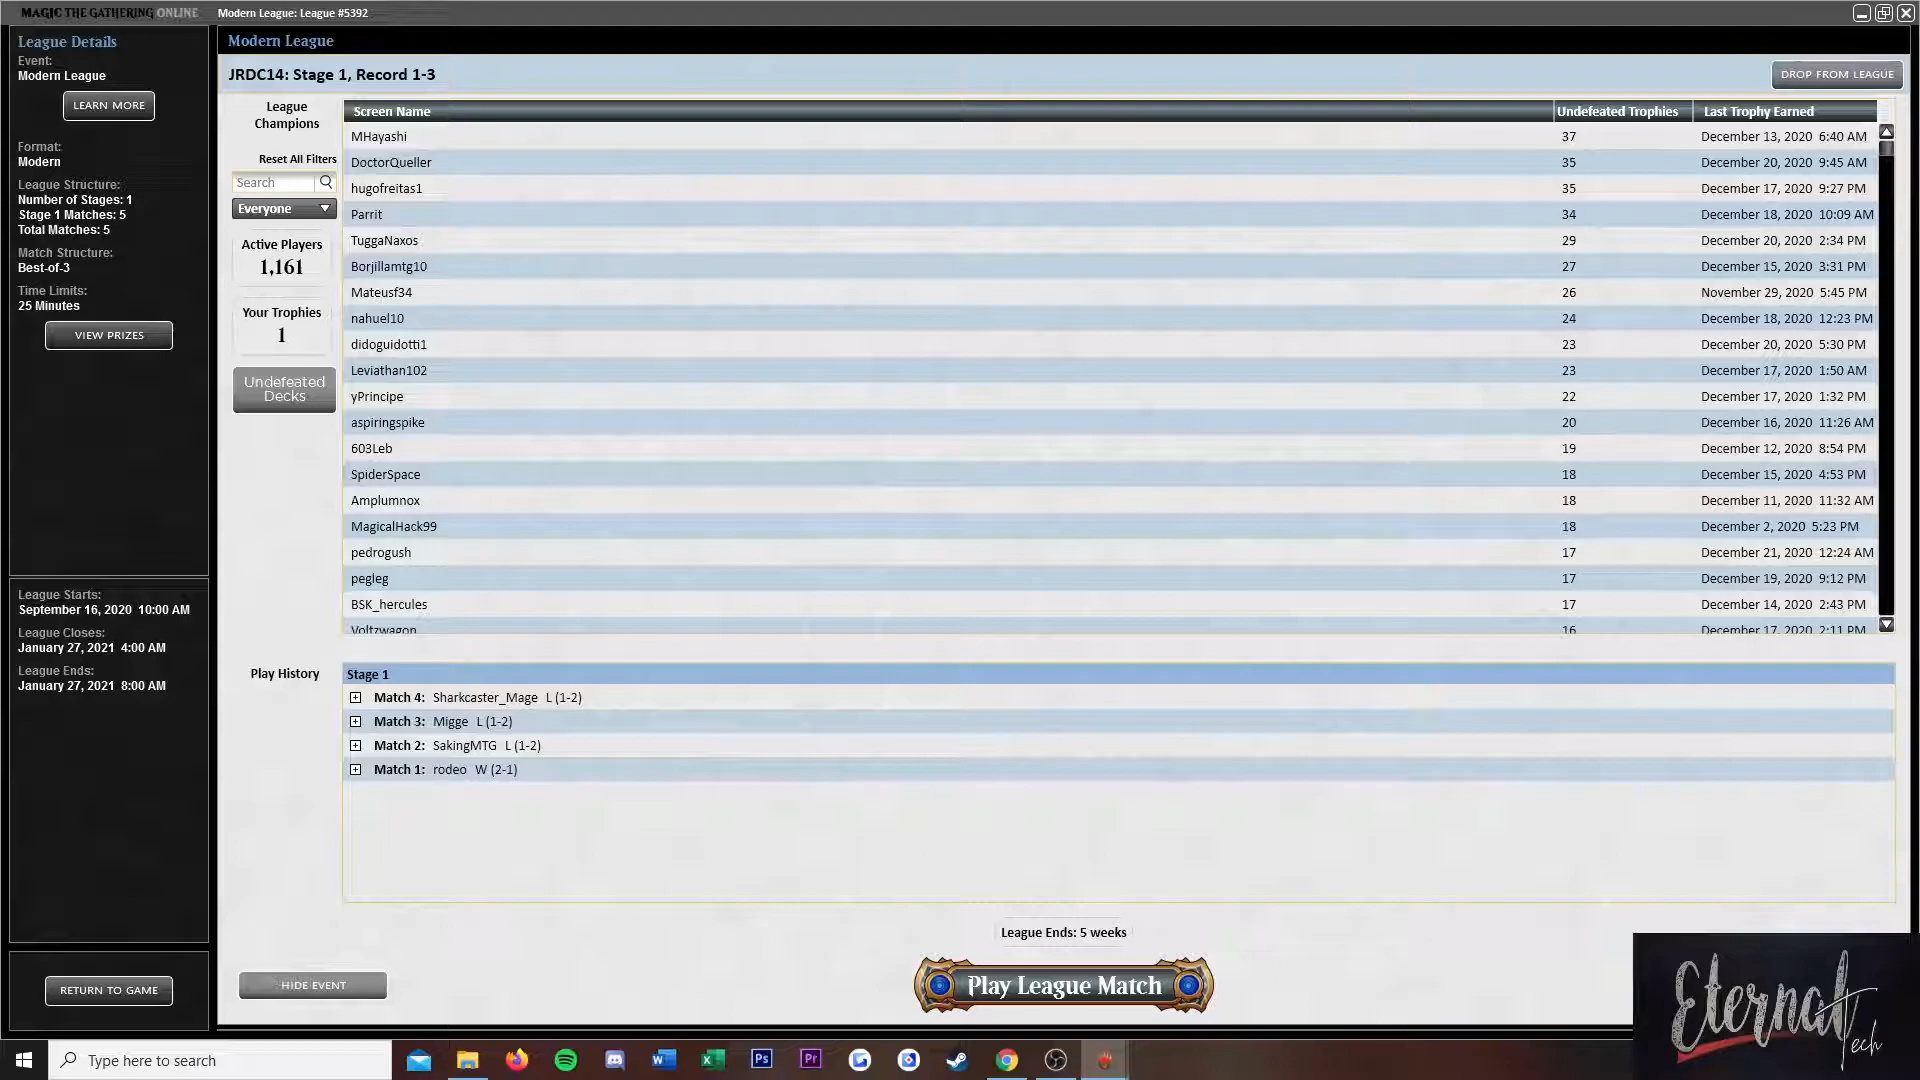 MAGIC THE GATHERING ONLINE
Modern League: League #5392
League Details
Event:
Modern League
LEARN MORE
Format:
Modern
League Structure:
Number of Stages: 1
Stage 1 Matches: 5
Total Matches: 5
Match Structure:
Best-of-3
Time Limits:
25 Minutes
VIEW PRIZES
League Starts:
September 16, 2020 10:00 AM
League Closes:
January 27, 2021 4:00 AM
League Ends:
January 27, 2021 8:00 AM
RETURN TO GAME
Modern League
JRDC14: Stage 1, Record 1-3
DROP FROM LEAGUE
League
Champions
Reset All Filters
Search
Everyone
Active Players
1,161
Your Trophies
1
Undefeated
Decks
Screen Name Undefeated Trophies Last Trophy Earned
MHayashi 37 December 13, 2020 6:40 AM
DoctorQueller 35 December 20, 2020 9:45 AM
hugofreitas1 35 December 17, 2020 9:27 PM
Parrit 34 December 18, 2020 10:09 AM
TuggaNaxos 29 December 20, 2020 2:34 PM
Borjillamtg10 27 December 15, 2020 3:31 PM
Mateusf34 26 November 29, 2020 5:45 PM
nahuel10 24 December 18, 2020 12:23 PM
didoguidotti1 23 December 20, 2020 5:30 PM
Leviathan102 23 December 17, 2020 1:50 AM
yPrincipe 22 December 17, 2020 1:32 PM
aspiringspike 20 December 16, 2020 11:26 AM
603Leb 19 December 12, 2020 8:54 PM
SpiderSpace 18 December 15, 2020 4:53 PM
Amplumnox 18 December 11, 2020 11:32 AM
MagicalHack99 18 December 2, 2020 5:23 PM
pedrogush 17 December 21, 2020 12:24 AM
pegleg 17 December 19, 2020 9:12 PM
BSK_hercules 17 December 14, 2020 2:43 PM
Voltzwagon 16 December 17, 2020 2:11 PM
Play History
Stage 1
Match 4: Sharkcaster_Mage L (1-2)
Match 3: Migge L (1-2)
Match 2: SakingMTG L (1-2)
Match 1: rodeo W (2-1)
League Ends: 5 weeks
HIDE EVENT
Play League Match
Eternal
Tech
Type here to search
W
X
Ps
Pr